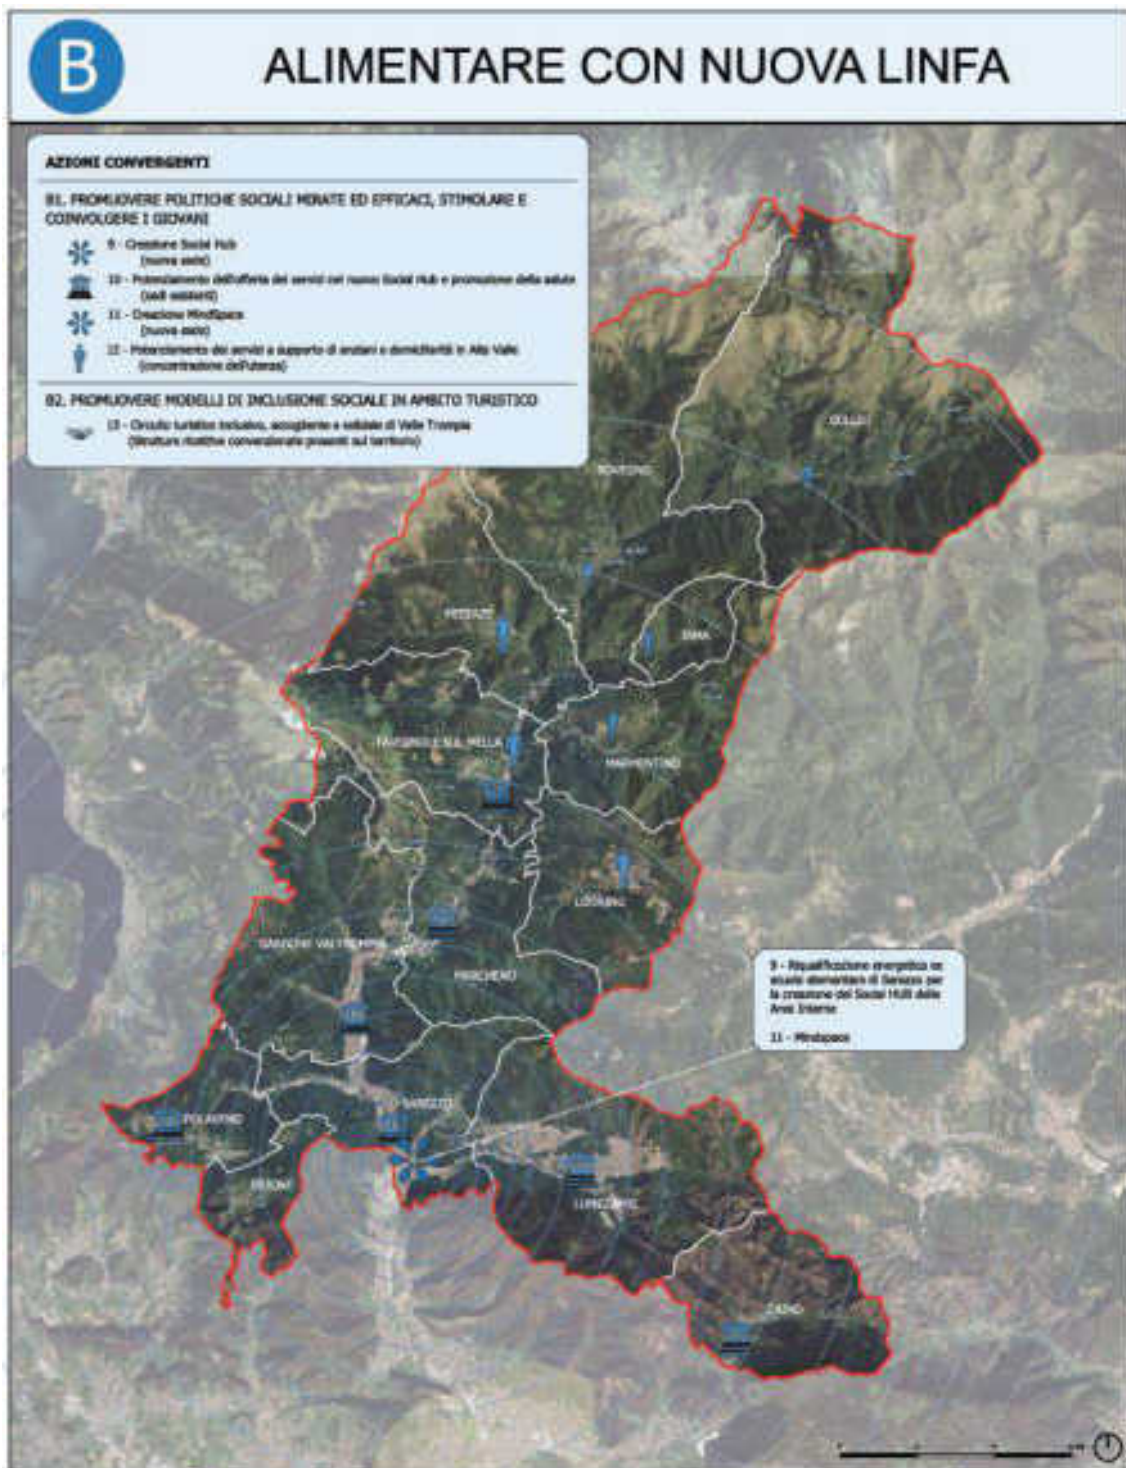 B
ALIMENTARE CON NUOVA LINFA
AZIONI CONVERGENTI
B1. PROMUOVERE POLITICHE SOCIALI MIRATE ED EFFICACI, STIMOLARE E
COINVOLGERE I GIOVANI
9 - Creazione Social Hub
(nuova sede)
10 - Potenziamento dell'offerta dei servizi nel nuovo Social Hub e promozione della salute
(sedi esistenti)
11 - Creazione MindSpace
(nuova sede)
12 - Potenziamento dei servizi a supporto di anziani e domiciliarità in Alta Valle
(concentrazione dell'utenza)
B2. PROMUOVERE MODELLI DI INCLUSIONE SOCIALE IN AMBITO TURISTICO
13 - Circuito turistico inclusivo, accogliente e solidale di Valle Trompia
(Strutture ricettive convenzionate presenti sul territorio)
COLLIO
BOVEGNO
PEZZAZE
IRMA
TAVERNOLE SUL MELLA
MARMENTINO
LODRINO
GARDONE VALTROMPIA
MARCHENO
9 - Riqualificazione energetica ex
scuole elementari di Sarezzo per
la creazione del Social HUB delle
Aree Interne
11 - Mindspace
SAREZZO
POLAVENO
BRIONE
LUMEZZANE
CAINO